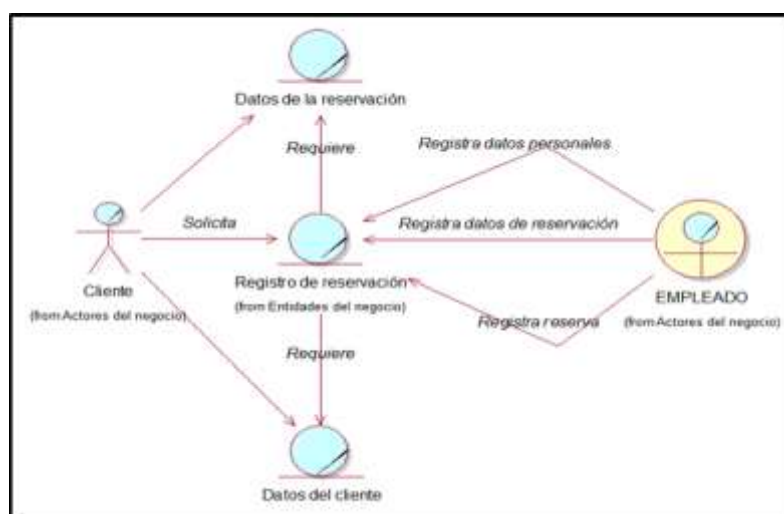 Datos de la reservación
Requiere
Registra datos personales
Solicita
Registra datos de reservación
Cliente
(from Actores del negocio)
Registro de reservación
(from Entidades del negocio)
EMPLEADO
(from Actores del negocio)
Registra reserva
Requiere
Datos del cliente